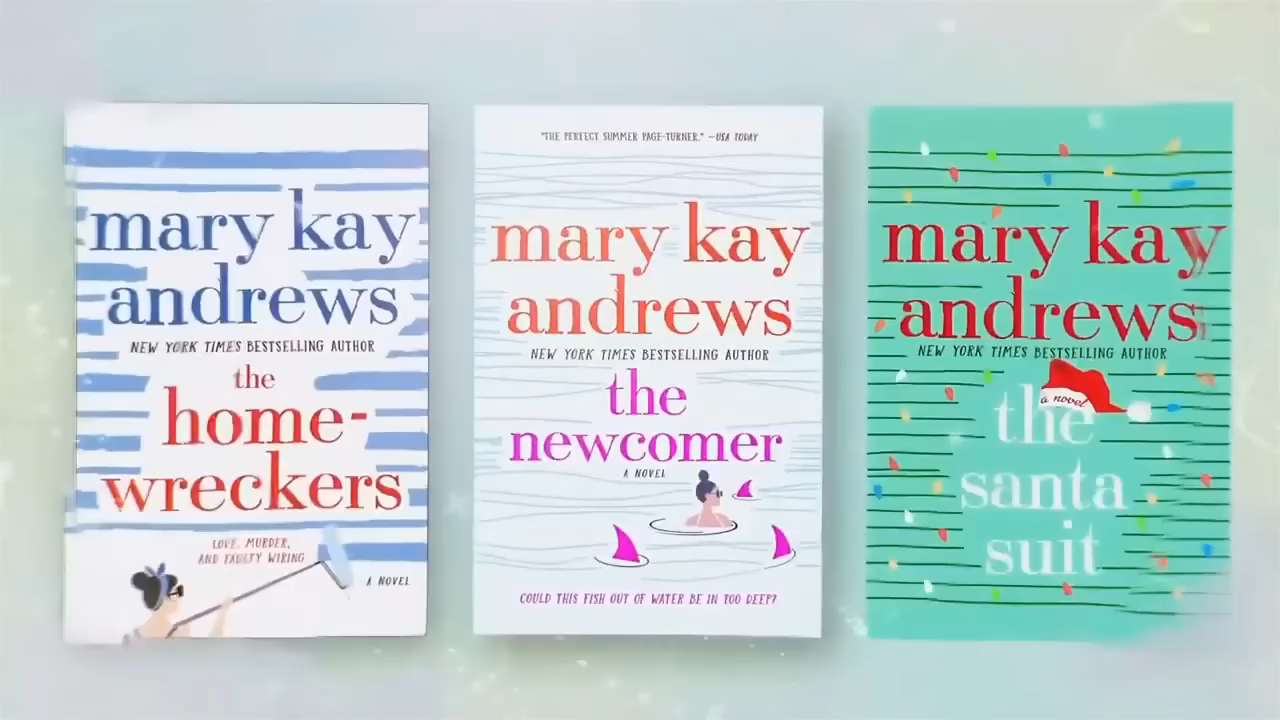 mary kay
andrews
NEW YORK TIMES BESTSELLING AUTHOR
the
home-
wreckers
LOVE, MURDER,
AND FAULTY WIRING
A NOVEL
"THE PERFECT SUMMER PAGE-TURNER." —USA TODAY
mary kay
andrews
NEW YORK TIMES BESTSELLING AUTHOR
the
newcomer
A NOVEL
COULD THIS FISH OUT OF WATER BE IN TOO DEEP?
mary kay
andrews
NEW YORK TIMES BESTSELLING AUTHOR
a novel
the
santa
suit